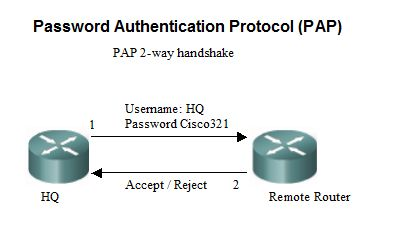 Password Authentication Protocol (PAP)
PAP 2-way handshake
Username: HQ
1 Password Cisco321
Accept / Reject 2
HQ
Remote Router